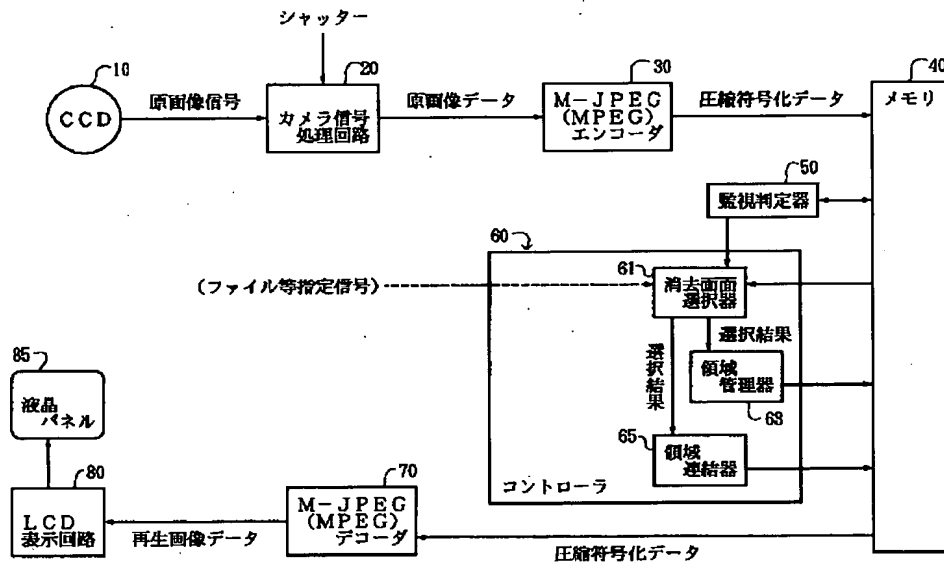 シャッター
10
20
30
40
CCD
原画像信号
カメラ信号
処理回路
原画像データ
M-JPEG
(MPEG)
エンコーダ
圧縮符号化データ
メモリ
50
監視判定器
60
61
消去画面
選択器
(ファイル等指定信号)
選択結果
選択結果
領域
管理器
63
65
領域
連結器
コントローラ
85
液晶
パネル
80
LCD
表示回路
再生画像データ
70
M-JPEG
(MPEG)
デコーダ
圧縮符号化データ